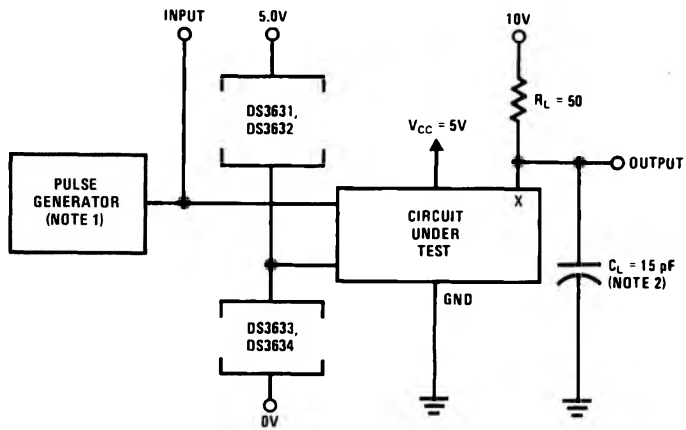 INPUT
5.0V
10V
DS3631,
DS3632
R_L = 50
V_CC = 5V
OUTPUT
PULSE
GENERATOR
(NOTE 1)
X
CIRCUIT
UNDER
TEST
C_L = 15 pF
(NOTE 2)
GND
DS3633,
DS3634
0V